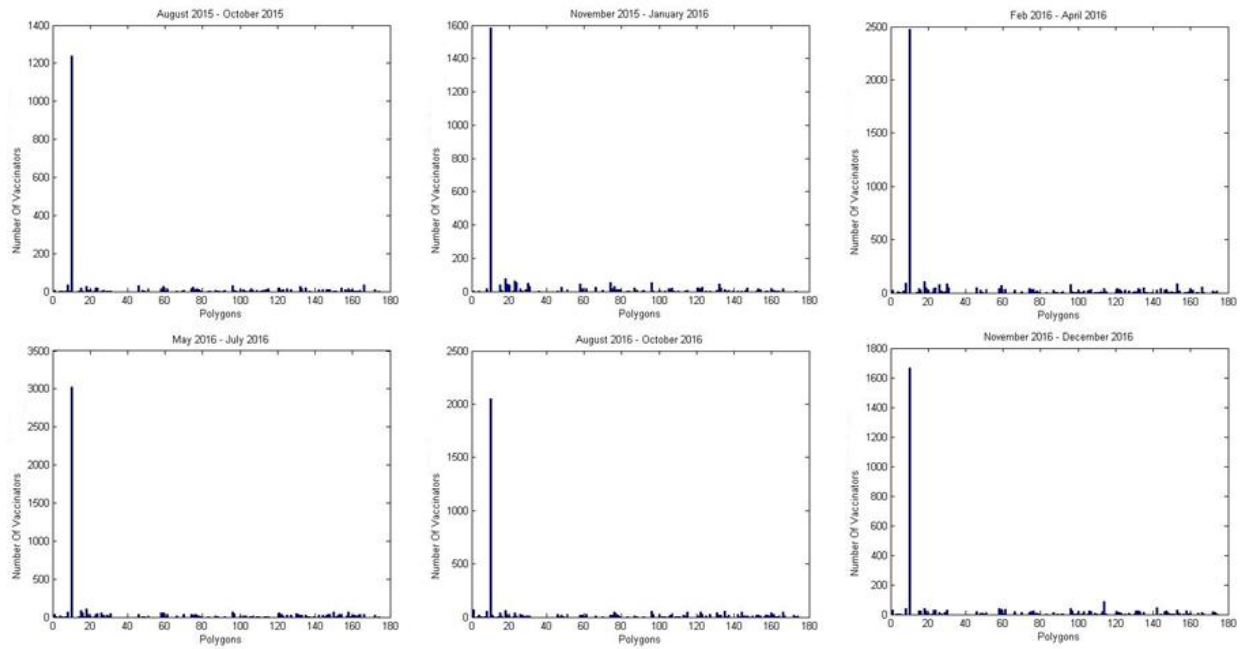 August 2015 - October 2015
Number Of Vaccinators
1400
1200
1000
800
600
400
200
0
0 20 40 60 80 100 120 140 160 180
Polygons
November 2015 - January 2016
Number Of Vaccinators
1600
1400
1200
1000
800
600
400
200
0
0 20 40 60 80 100 120 140 160 180
Polygons
Feb 2016 - April 2016
Number Of Vaccinators
2500
2000
1500
1000
500
0
0 20 40 60 80 100 120 140 160 180
Polygons
May 2016 - July 2016
Number Of Vaccinators
3500
3000
2500
2000
1500
1000
500
0
0 20 40 60 80 100 120 140 160 180
Polygons
August 2016 - October 2016
Number Of Vaccinators
2500
2000
1500
1000
500
0
0 20 40 60 80 100 120 140 160 180
Polygons
November 2016 - December 2016
Number Of Vaccinators
1800
1600
1400
1200
1000
800
600
400
200
0
0 20 40 60 80 100 120 140 160 180
Polygons